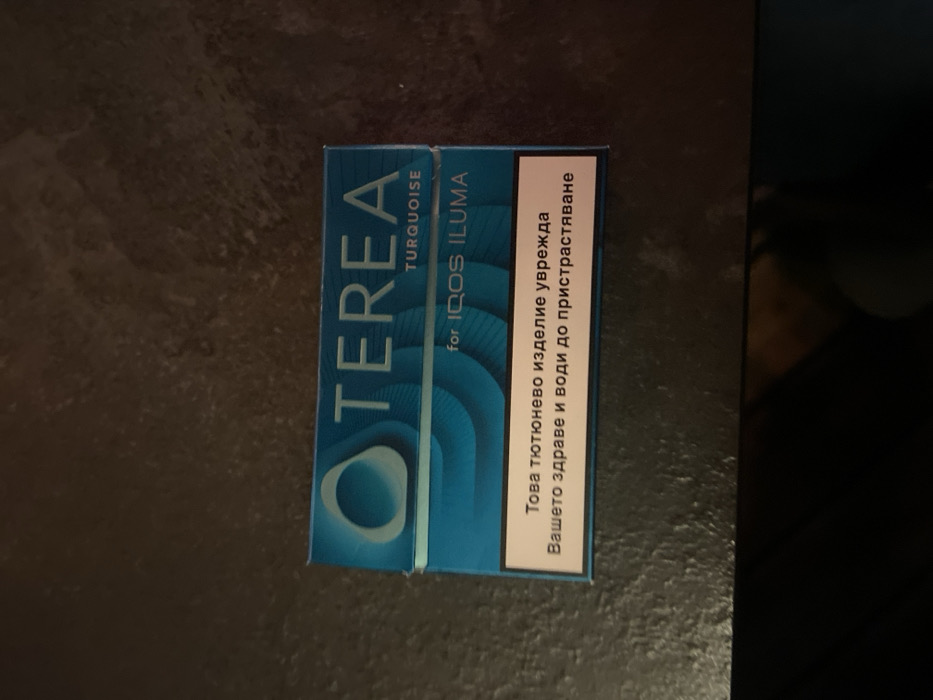 TEREA
TURQUOISE
for IQOS ILUMA
Това тютюнево изделие уврежда
Вашето здраве и води до пристрастяване